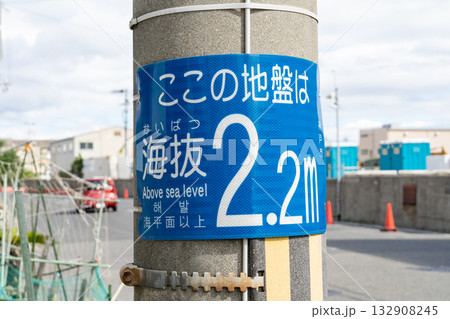 ここの地盤は
かいばつ
海抜 2.2m
Above sea level
해발
海平面以上
pixta
132908245